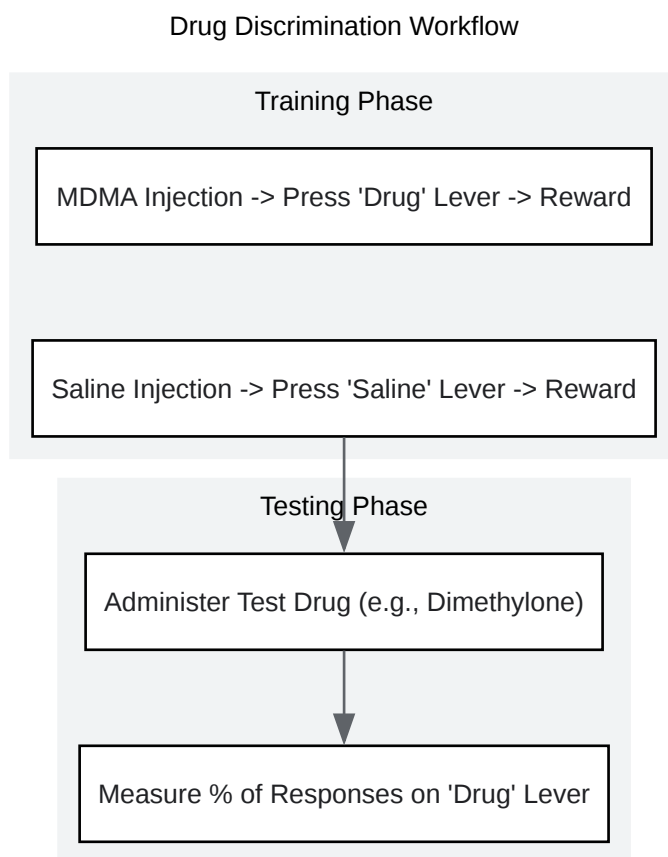 Drug Discrimination Workflow
Training Phase
MDMA Injection -> Press 'Drug' Lever -> Reward
Saline Injection -> Press 'Saline' Lever -> Reward
Testing Phase
Administer Test Drug (e.g., Dimethylone)
Measure % of Responses on 'Drug' Lever